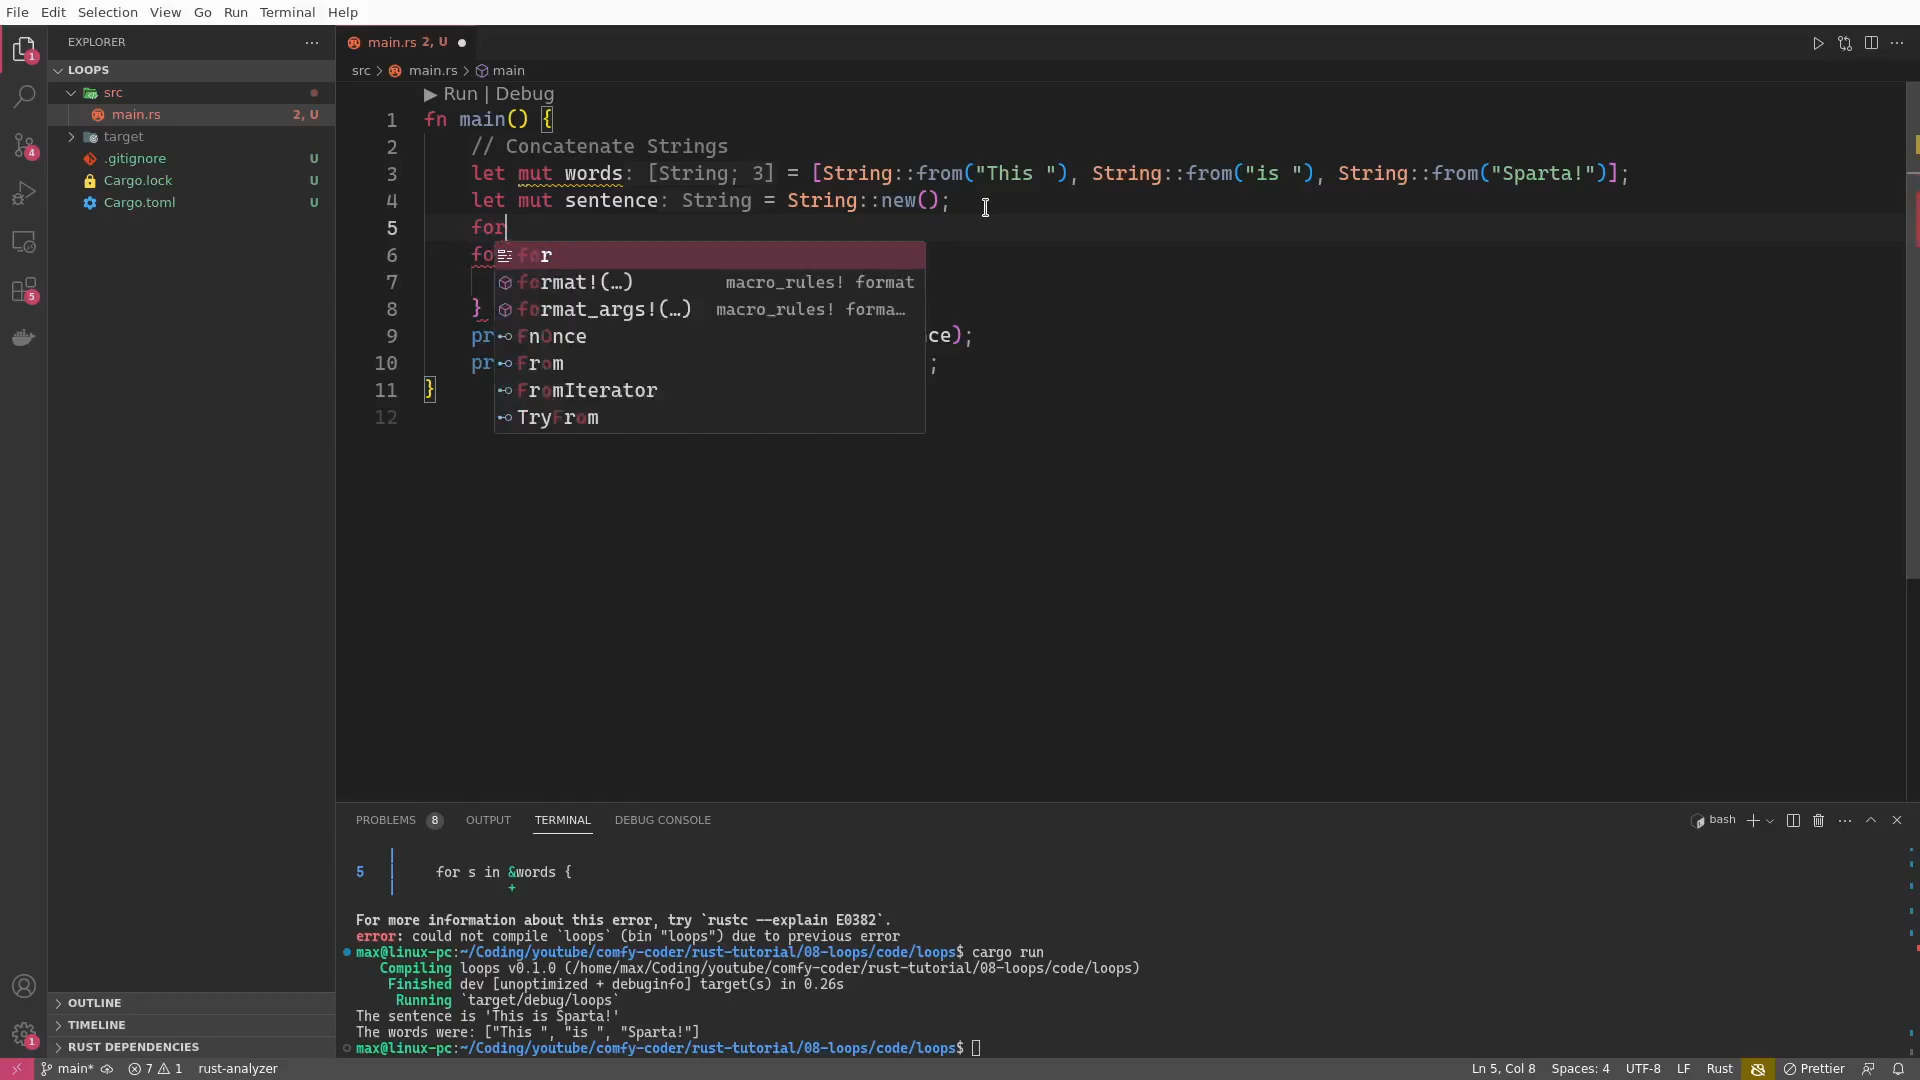 File Edit Selection View Go Run Terminal Help
EXPLORER
LOOPS
src
main.rs 2, U
target
.gitignore U
Cargo.lock U
Cargo.toml U
OUTLINE
TIMELINE
RUST DEPENDENCIES
main.rs 2, U
src > main.rs > main
Run | Debug
1 fn main() {
2 // Concatenate Strings
3 let mut words: [String; 3] = [String::from("This "), String::from("is "), String::from("Sparta!")];
4 let mut sentence: String = String::new();
5 for
6 fo
7
8 }
9 pr ce);
10 pr ;
11 }
12
for
format!(…) macro_rules! format
format_args!(…) macro_rules! forma…
FnOnce
From
FromIterator
TryFrom
PROBLEMS 8 OUTPUT TERMINAL DEBUG CONSOLE
bash
5 | for s in &words {
| +
For more information about this error, try `rustc --explain E0382`.
error: could not compile `loops` (bin "loops") due to previous error
max@linux-pc:~/Coding/youtube/comfy-coder/rust-tutorial/08-loops/code/loops$ cargo run
Compiling loops v0.1.0 (/home/max/Coding/youtube/comfy-coder/rust-tutorial/08-loops/code/loops)
Finished dev [unoptimized + debuginfo] target(s) in 0.26s
Running `target/debug/loops`
The sentence is 'This is Sparta!'
The words were: ["This ", "is ", "Sparta!"]
max@linux-pc:~/Coding/youtube/comfy-coder/rust-tutorial/08-loops/code/loops$
1
4
5
1
main* 7 1 rust-analyzer
Ln 5, Col 8 Spaces: 4 UTF-8 LF Rust Prettier